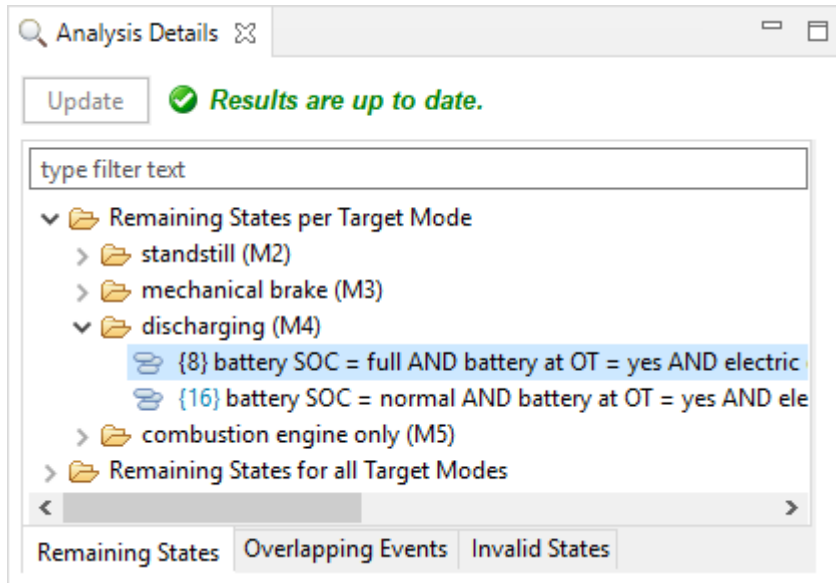 Analysis Details
Update Results are up to date.
type filter text
Remaining States per Target Mode
standstill (M2)
mechanical brake (M3)
discharging (M4)
{8} battery SOC = full AND battery at OT = yes AND electric
{16} battery SOC = normal AND battery at OT = yes AND ele
combustion engine only (M5)
Remaining States for all Target Modes
Remaining States Overlapping Events Invalid States